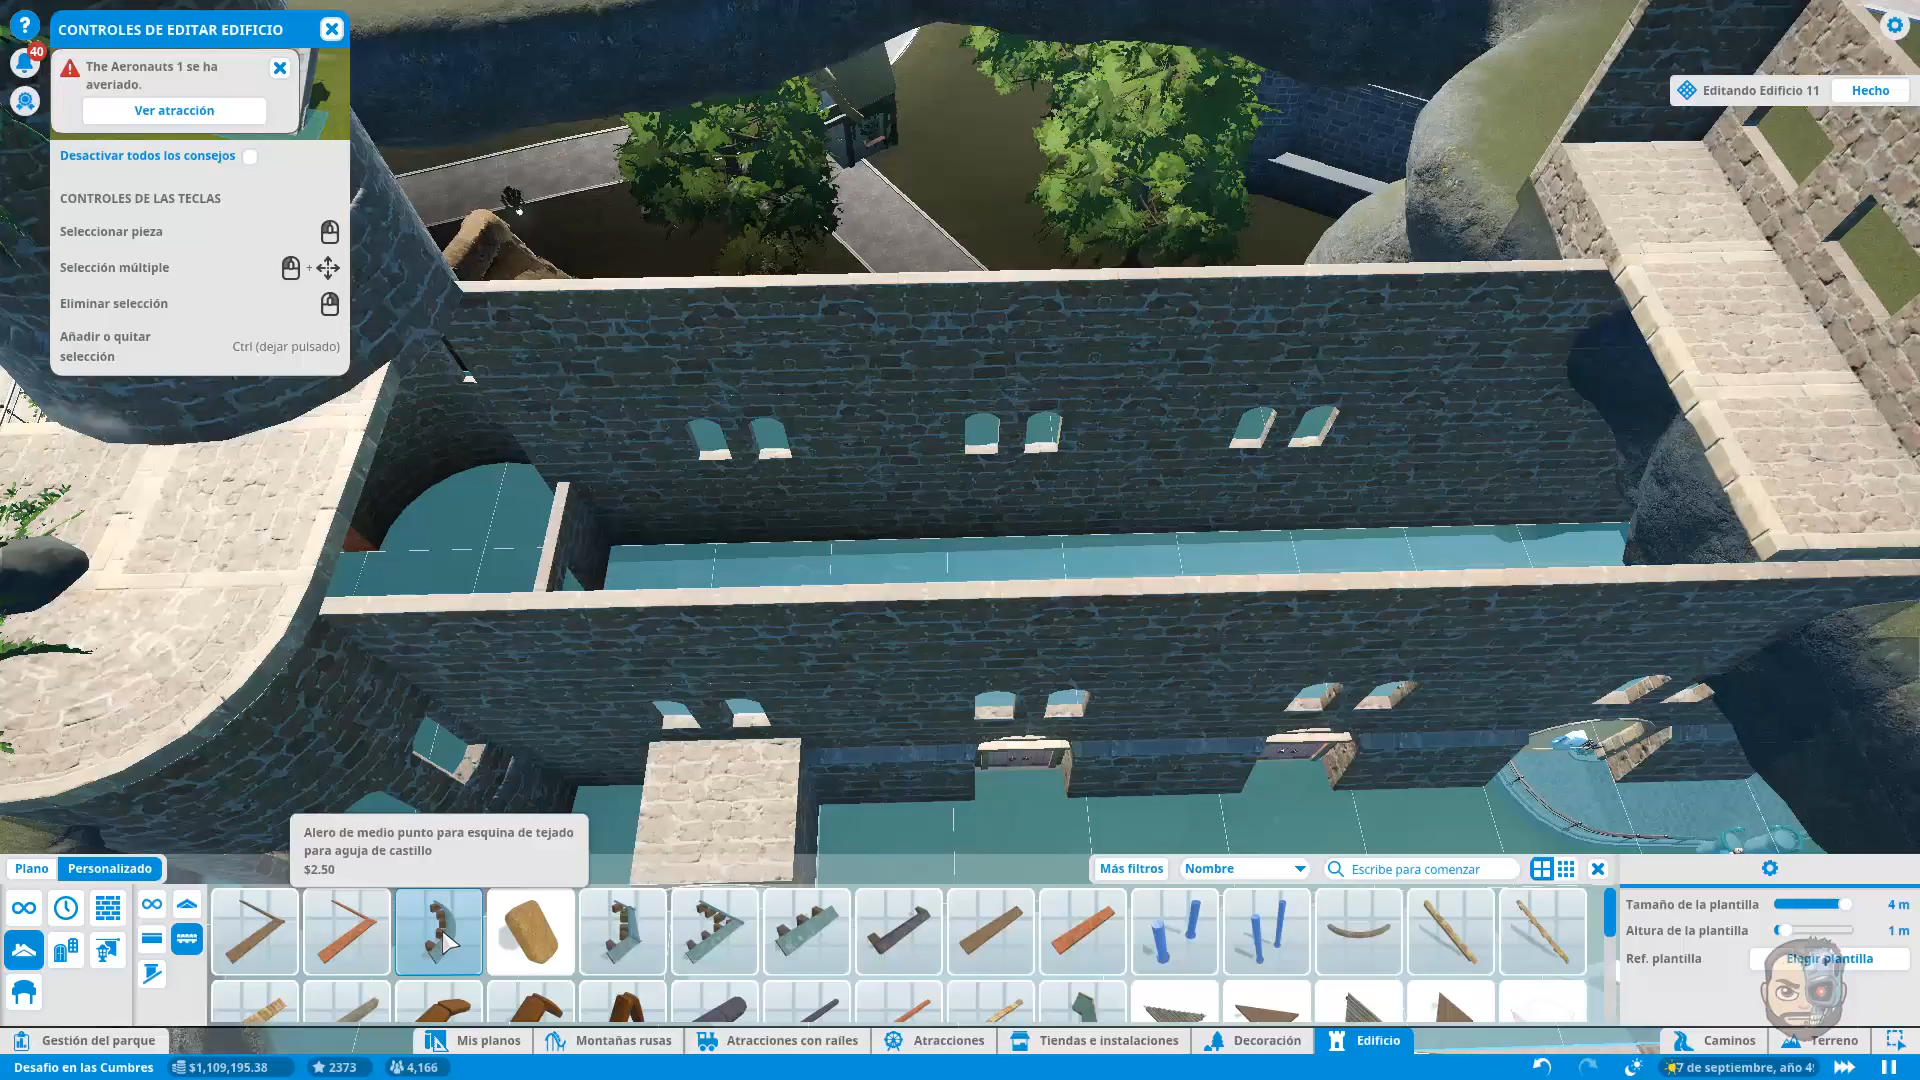 CONTROLES DE EDITAR EDIFICIO
40
The Aeronauts 1 se ha
averiado.
Ver atracción
Desactivar todos los consejos
CONTROLES DE LAS TECLAS
Seleccionar pieza
Selección múltiple
+
Eliminar selección
Añadir o quitar
selección
Ctrl (dejar pulsado)
Editando Edificio 11
Hecho
Alero de medio punto para esquina de tejado
para aguja de castillo
$2.50
Plano
Personalizado
Más filtros
Nombre
Escribe para comenzar
Tamaño de la plantilla
4 m
Altura de la plantilla
1 m
Ref. plantilla
Elegir plantilla
Gestión del parque
Mis planos
Montañas rusas
Atracciones con raíles
Atracciones
Tiendas e instalaciones
Decoración
Edificio
Caminos
Terreno
Desafio en las Cumbres
$1,109,195.38
2373
4,166
7 de septiembre, año 4